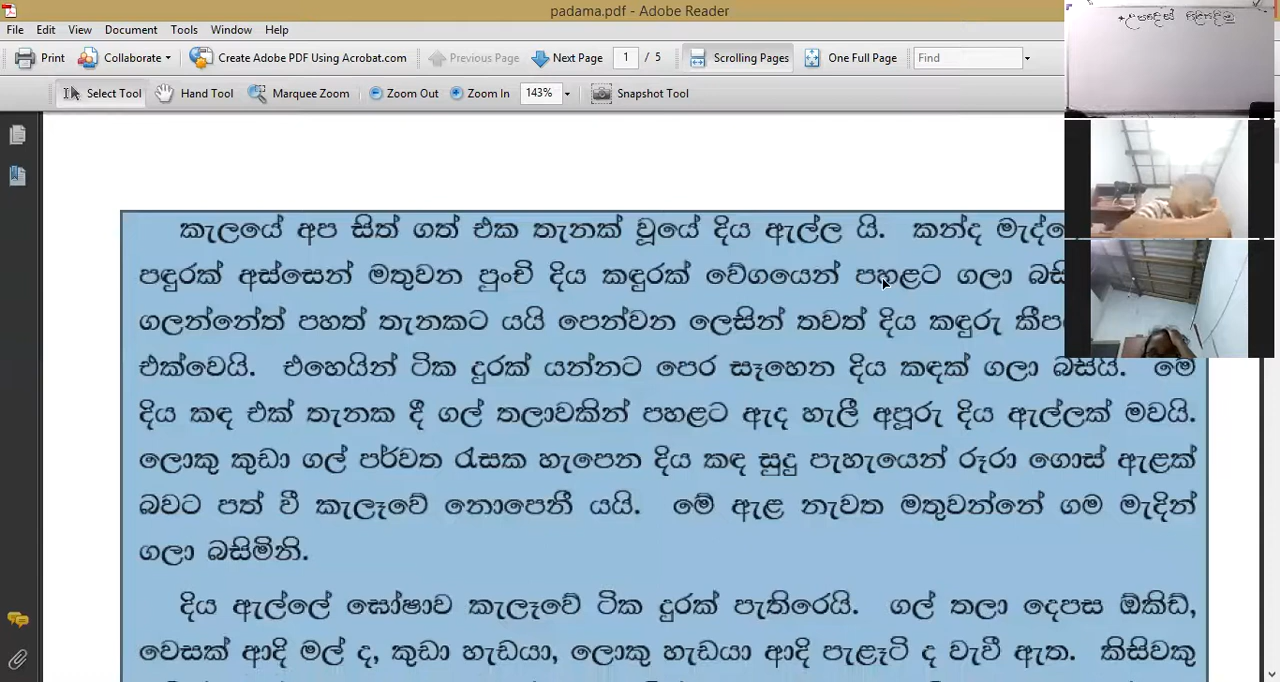 padama.pdf - Adobe Reader
File Edit View Document Tools Window Help
Print Collaborate Create Adobe PDF Using Acrobat.com Previous Page Next Page 1 / 5 Scrolling Pages One Full Page Find
Select Tool Hand Tool Marquee Zoom Zoom Out Zoom In 143% Snapshot Tool
කැලයේ අප සිත් ගත් එක තැනක් වූයේ දිය ඇල්ල යි. කන්ද
පඳුරක් අස්සෙන් මතුවන පුංචි දිය කඳුරක් වේගයෙන් පහළට ගලා
ගලන්නේත් පහත් තැනකට යයි පෙන්වන ලෙසින් තවත් දිය කඳුරු
එක්වෙයි. එහෙයින් ටික දුරක් යන්නට පෙර සෑහෙන දිය කඳක් ගලා බසියි. මේ
දිය කඳ එක් තැනක දී ගල් තලාවකින් පහළට ඇද හැලී අපූරු දිය ඇල්ලක් මවයි.
ලොකු කුඩා ගල් පර්වත රැසක හැපෙන දිය කඳ සුදු පැහැයෙන් රූරා ගොස් ඇළක්
බවට පත් වී කැලෑවේ නොපෙනී යයි. මේ ඇළ නැවත මතුවන්නේ ගම මැදින්
ගලා බසිමිනි.
දිය ඇල්ලේ ඝෝෂාව කැලෑවේ ටික දුරක් පැතිරෙයි. ගල් තලා දෙපස ඕකිඩ්,
වෙසක් ආදි මල් ද, කුඩා හැඩයා, ලොකු හැඩයා ආදි පැළෑටි ද වැවී ඇත. කිසිවකු